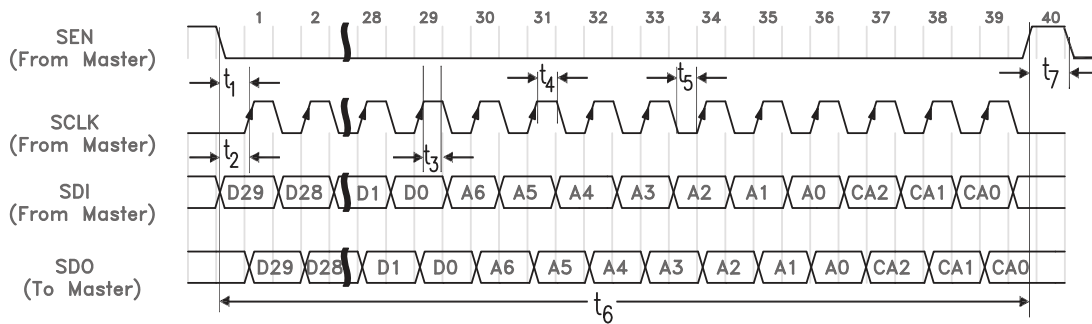 1 2 28 29 30 31 32 33 34 35 36 37 38 39 40
SEN
(From Master)
t1 t4 t5 t7
SCLK
(From Master)
t2 t3
SDI
(From Master)
D29 D28 D1 D0 A6 A5 A4 A3 A2 A1 A0 CA2 CA1 CA0
SDO
(To Master)
D29 D28 D1 D0 A6 A5 A4 A3 A2 A1 A0 CA2 CA1 CA0
t6